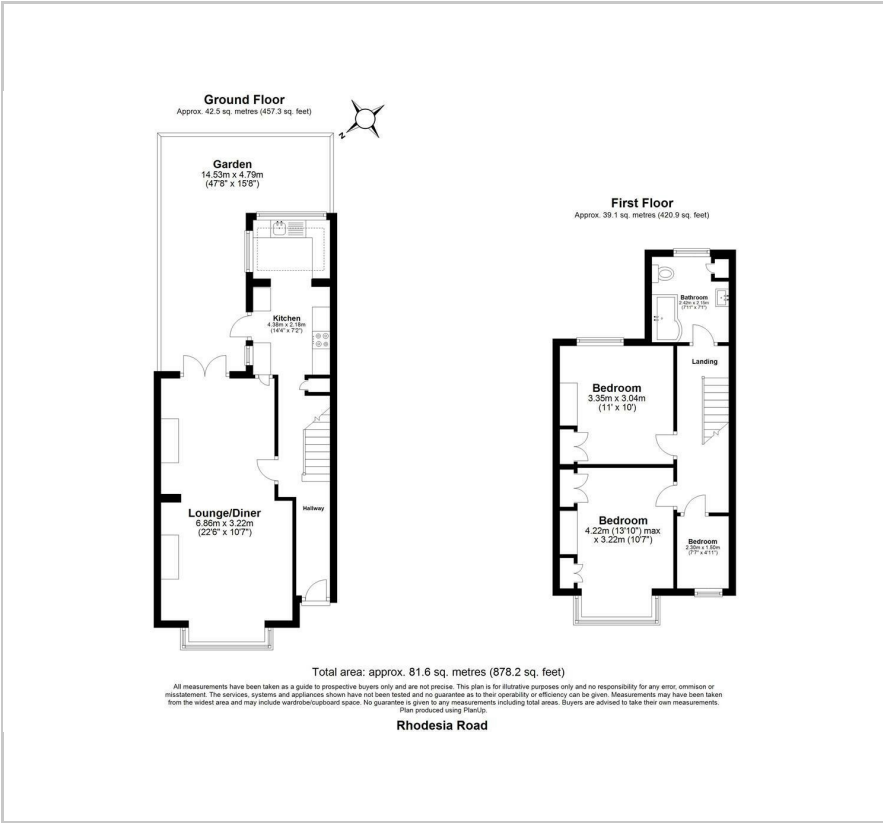 Ground Floor
Approx. 42.5 sq. metres (457.3 sq. feet)
N
Garden
14.53m x 4.79m
(47'8" x 15'8")
Kitchen
4.38m x 2.18m
(14'4" x 7'2")
Lounge/Diner
6.86m x 3.22m
(22'6" x 10'7")
Hallway
First Floor
Approx. 39.1 sq. metres (420.9 sq. feet)
Bathroom
2.42m x 2.15m
(7'11" x 7'1")
Landing
Bedroom
3.35m x 3.04m
(11' x 10')
Bedroom
4.22m (13'10") max
x 3.22m (10'7")
Bedroom
2.30m x 1.50m
(7'7" x 4'11")
Total area: approx. 81.6 sq. metres (878.2 sq. feet)
All measurements have been taken as a guide to prospective buyers only and are not precise. This plan is for illutrative purposes only and no responsibility for any error, ommison or
misstatement. The services, systems and appliances shown have not been tested and no guarantee as to their operability or efficiency can be given. Measurements may have been taken
from the widest area and may include wardrobe/cupboard space. No guarantee is given to any measurements including total areas. Buyers are advised to take their own measurements.
Plan produced using PlanUp.
Rhodesia Road